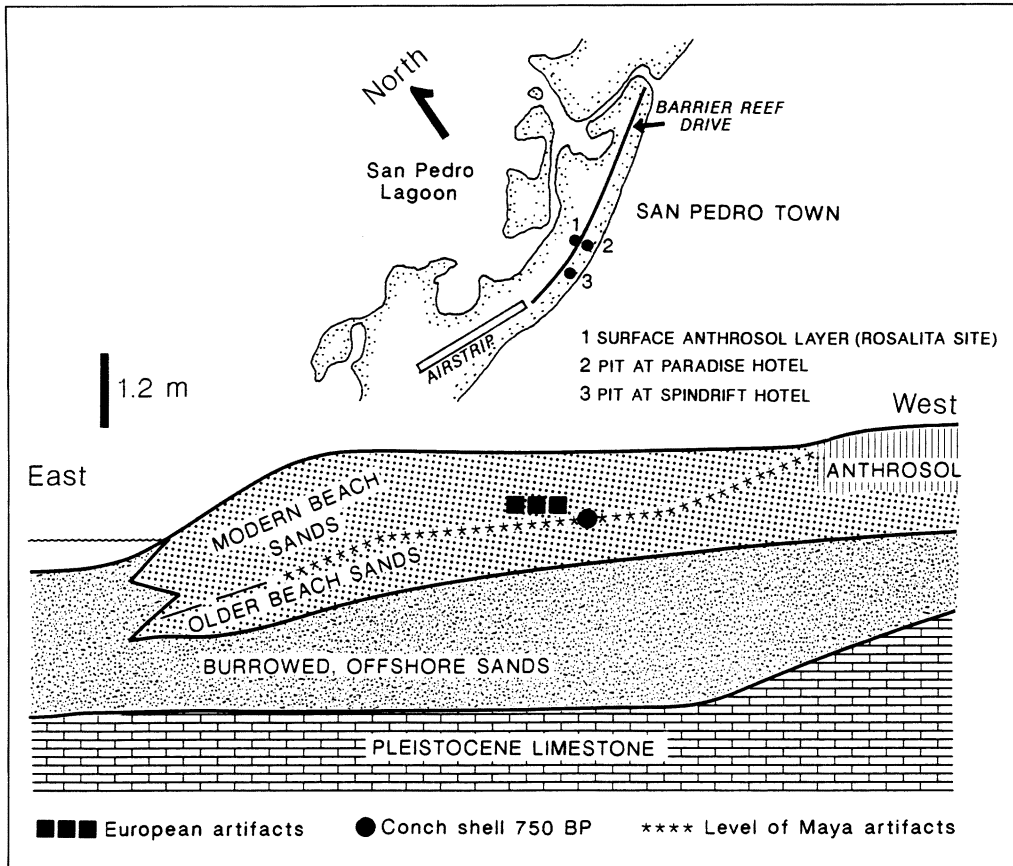 North
San Pedro
Lagoon
BARRIER REEF
DRIVE
SAN PEDRO TOWN
1
2
3
AIRSTRIP
1 SURFACE ANTHROSOL LAYER (ROSALITA SITE)
2 PIT AT PARADISE HOTEL
3 PIT AT SPINDRIFT HOTEL
1.2 m
West
East
ANTHROSOL
MODERN BEACH
SANDS
OLDER BEACH SANDS
BURROWED, OFFSHORE SANDS
PLEISTOCENE LIMESTONE
European artifacts
Conch shell 750 BP
**** Level of Maya artifacts